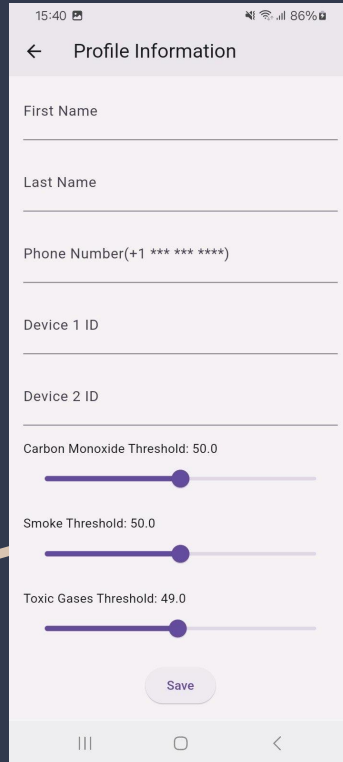 15:40
86%
Profile Information
First Name
Last Name
Phone Number(+1 *** *** ****)
Device 1 ID
Device 2 ID
Carbon Monoxide Threshold: 50.0
Smoke Threshold: 50.0
Toxic Gases Threshold: 49.0
Save